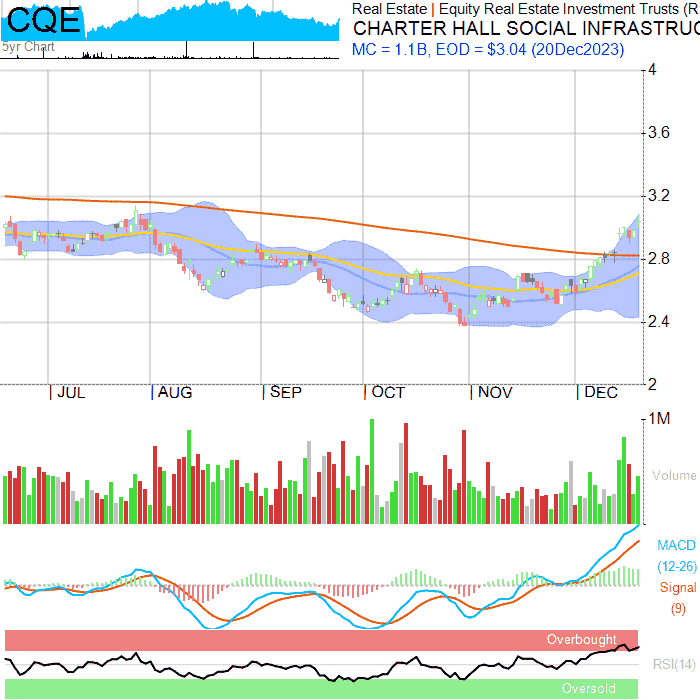 CQE
5yr Chart
Real Estate | Equity Real Estate Investment Trusts (R
CHARTER HALL SOCIAL INFRASTRUC
MC = 1.1B, EOD = $3.04 (20Dec2023)
4
3.6
3.2
2.8
2.4
2
JUL AUG SEP OCT NOV DEC
1M
Volume
MACD
(12-26)
Signal
(9)
Overbought
RSI(14)
Oversold